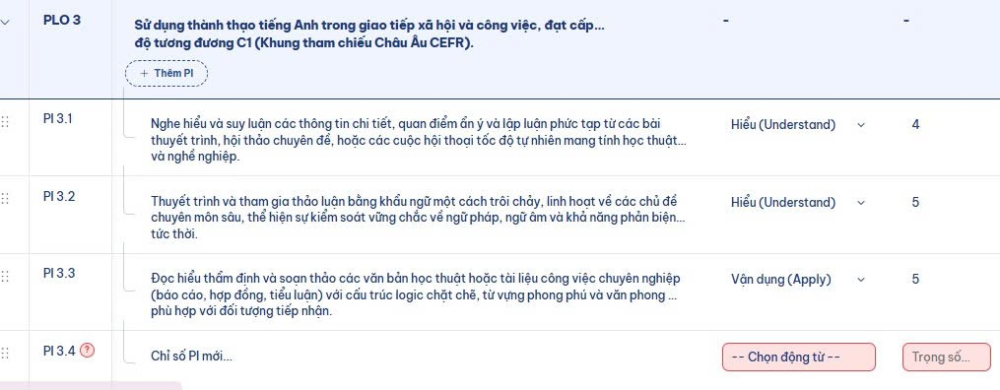 PLO 3
Sử dụng thành thạo tiếng Anh trong giao tiếp xã hội và công việc, đạt cấp...
độ tương đương C1 (Khung tham chiếu Châu Âu CEFR).
-
-
+ Thêm PI
PI 3.1
Nghe hiểu và suy luận các thông tin chi tiết, quan điểm ẩn ý và lập luận phức tạp từ các bài
thuyết trình, hội thảo chuyên đề, hoặc các cuộc hội thoại tốc độ tự nhiên mang tính học thuật...
và nghề nghiệp.
Hiểu (Understand)
4
PI 3.2
Thuyết trình và tham gia thảo luận bằng khẩu ngữ một cách trôi chảy, linh hoạt về các chủ đề
chuyên môn sâu, thể hiện sự kiểm soát vững chắc về ngữ pháp, ngữ âm và khả năng phản biện...
tức thời.
Hiểu (Understand)
5
PI 3.3
Đọc hiểu thẩm định và soạn thảo các văn bản học thuật hoặc tài liệu công việc chuyên nghiệp
(báo cáo, hợp đồng, tiểu luận) với cấu trúc logic chặt chẽ, từ vựng phong phú và văn phong ...
phù hợp với đối tượng tiếp nhận.
Vận dụng (Apply)
5
PI 3.4 ?
Chỉ số PI mới...
-- Chọn động từ --
Trọng số...